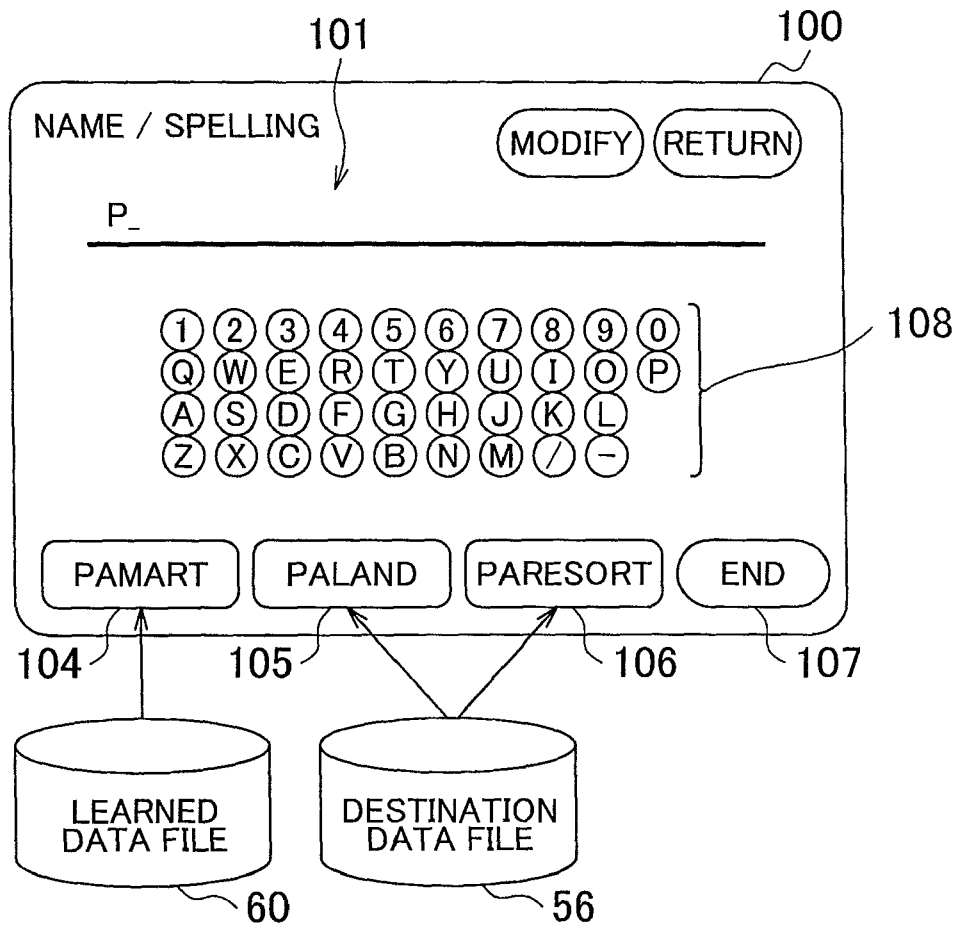 101
100
NAME / SPELLING
MODIFY RETURN
P_
1 2 3 4 5 6 7 8 9 0
Q W E R T Y U I O P
A S D F G H J K L
Z X C V B N M / -
108
PAMART PALAND PARESORT END
104 105 106 107
LEARNED
DATA FILE
DESTINATION
DATA FILE
60 56